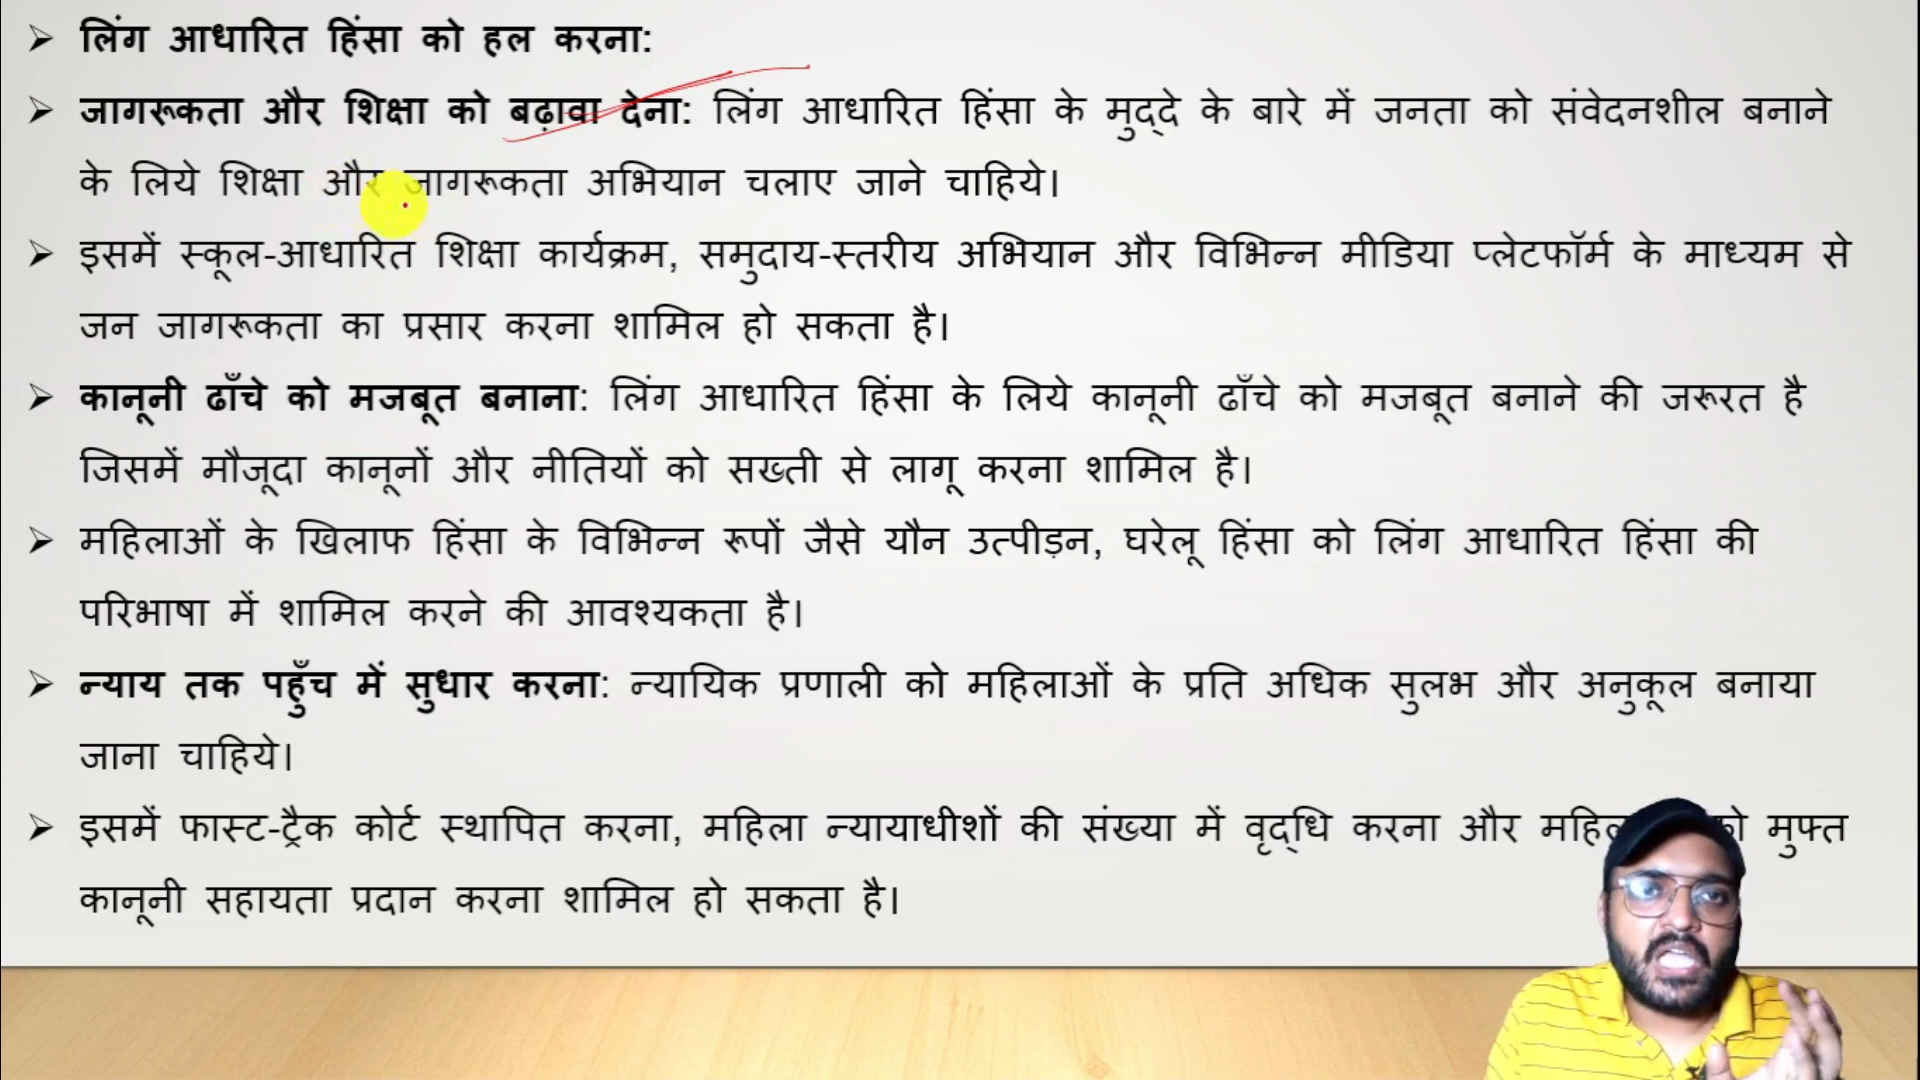 ➢ लिंग आधारित हिंसा को हल करना:
➢ जागरूकता और शिक्षा को बढ़ावा देना: लिंग आधारित हिंसा के मुद्दे के बारे में जनता को संवेदनशील बनाने
के लिये शिक्षा और जागरूकता अभियान चलाए जाने चाहिये।
➢ इसमें स्कूल-आधारित शिक्षा कार्यक्रम, समुदाय-स्तरीय अभियान और विभिन्न मीडिया प्लेटफॉर्म के माध्यम से
जन जागरूकता का प्रसार करना शामिल हो सकता है।
➢ कानूनी ढाँचे को मजबूत बनाना: लिंग आधारित हिंसा के लिये कानूनी ढाँचे को मजबूत बनाने की जरूरत है
जिसमें मौजूदा कानूनों और नीतियों को सख्ती से लागू करना शामिल है।
➢ महिलाओं के खिलाफ हिंसा के विभिन्न रूपों जैसे यौन उत्पीड़न, घरेलू हिंसा को लिंग आधारित हिंसा की
परिभाषा में शामिल करने की आवश्यकता है।
➢ न्याय तक पहुँच में सुधार करना: न्यायिक प्रणाली को महिलाओं के प्रति अधिक सुलभ और अनुकूल बनाया
जाना चाहिये।
➢ इसमें फास्ट-ट्रैक कोर्ट स्थापित करना, महिला न्यायाधीशों की संख्या में वृद्धि करना और मुफ्त
कानूनी सहायता प्रदान करना शामिल हो सकता है।